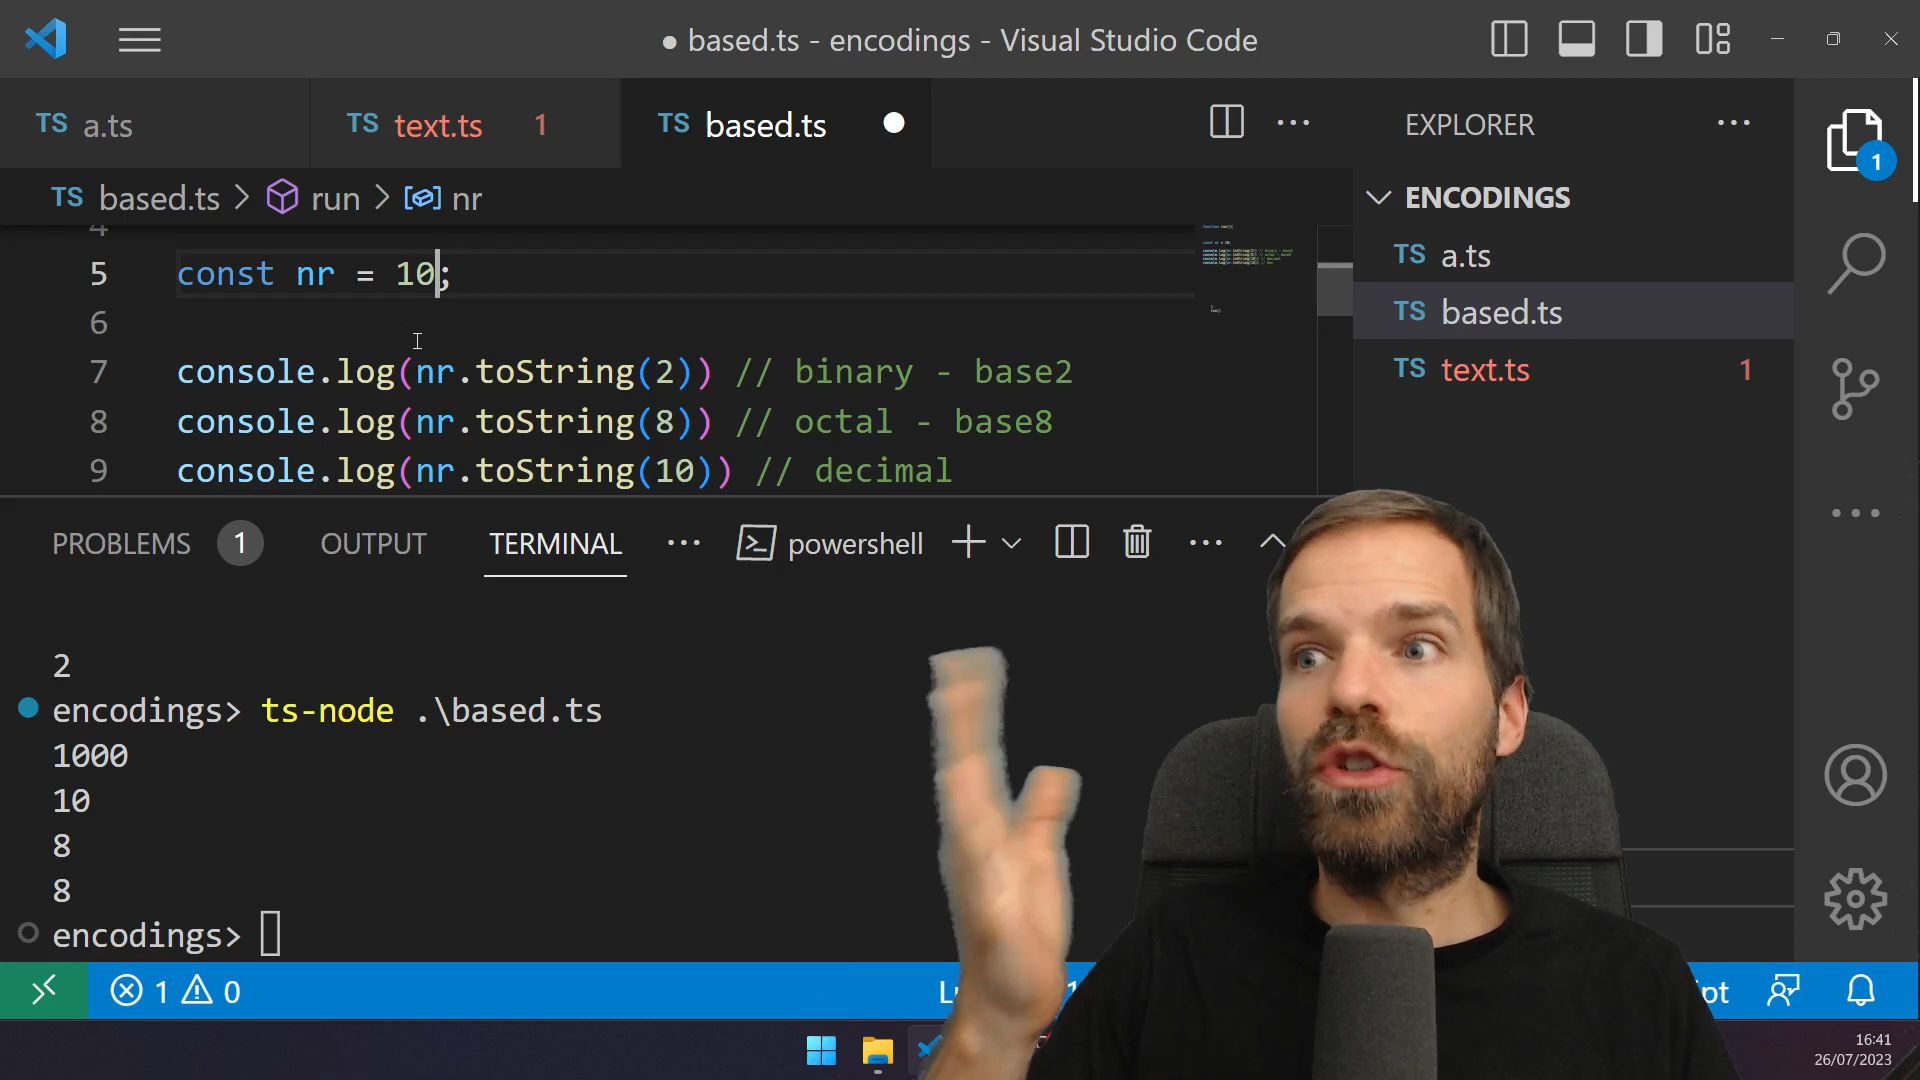 ● based.ts - encodings - Visual Studio Code
TS a.ts
TS text.ts 1
TS based.ts
EXPLORER
TS based.ts > run > nr
ENCODINGS
TS a.ts
TS based.ts
TS text.ts 1
1
4
5 const nr = 10;
6
7 console.log(nr.toString(2)) // binary - base2
8 console.log(nr.toString(8)) // octal - base8
9 console.log(nr.toString(10)) // decimal
PROBLEMS 1 OUTPUT TERMINAL ... powershell
2
encodings> ts-node .\based.ts
1000
10
8
8
encodings>
1 0
16:41
26/07/2023